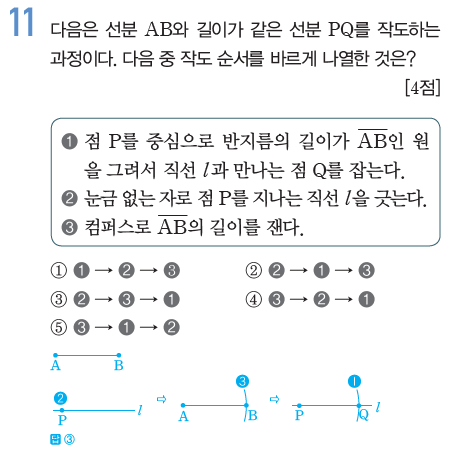 11 다음은 선분 AB와 길이가 같은 선분 PQ를 작도하는
과정이다. 다음 중 작도 순서를 바르게 나열한 것은?
[4점]
❶ 점 P를 중심으로 반지름의 길이가 A̅B̅인 원
을 그려서 직선 l과 만나는 점 Q를 잡는다.
❷ 눈금 없는 자로 점 P를 지나는 직선 l을 긋는다.
❸ 컴퍼스로 A̅B̅의 길이를 잰다.
① ❶ → ❷ → ❸ ② ❷ → ❶ → ❸
③ ❷ → ❸ → ❶ ④ ❸ → ❷ → ❶
⑤ ❸ → ❶ → ❷
A B
❷ ❸ ❶
P l ⇨ A B ⇨ P Q l
답 ③